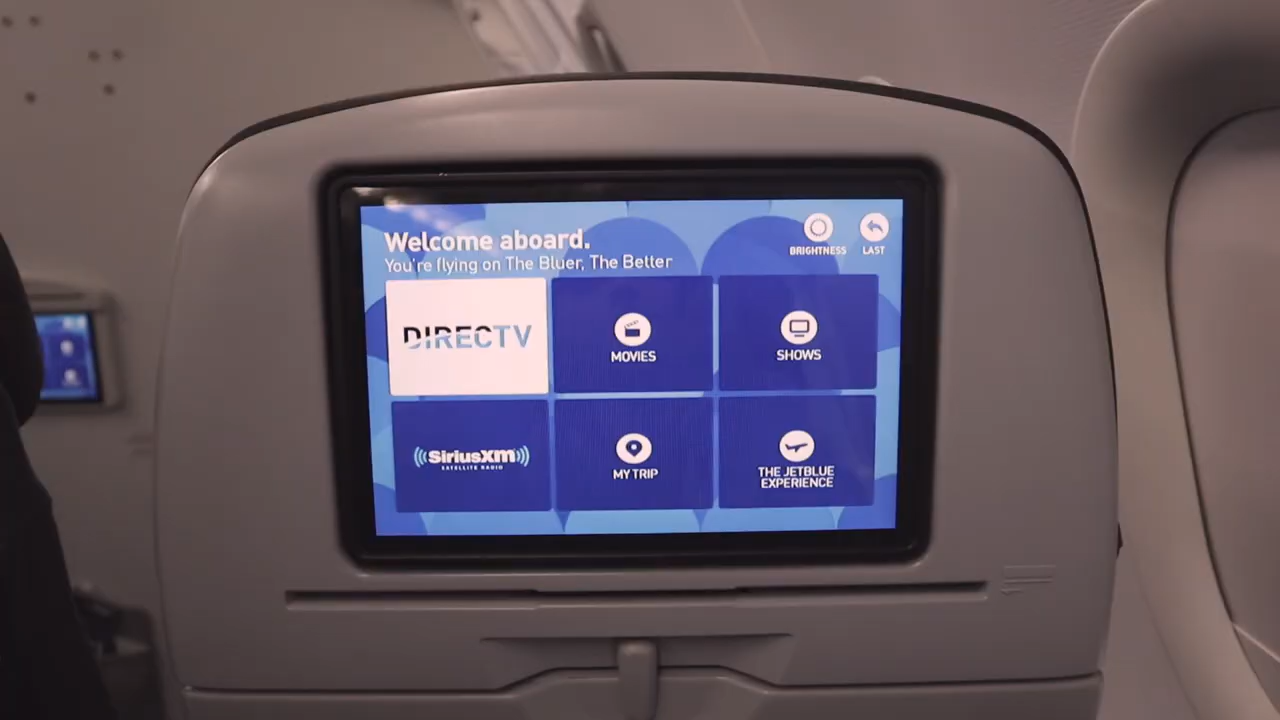 Welcome aboard.
You're flying on The Bluer, The Better
BRIGHTNESS
LAST
DIRECTV
MOVIES
SHOWS
SiriusXM
SATELLITE RADIO
MY TRIP
THE JETBLUE
EXPERIENCE